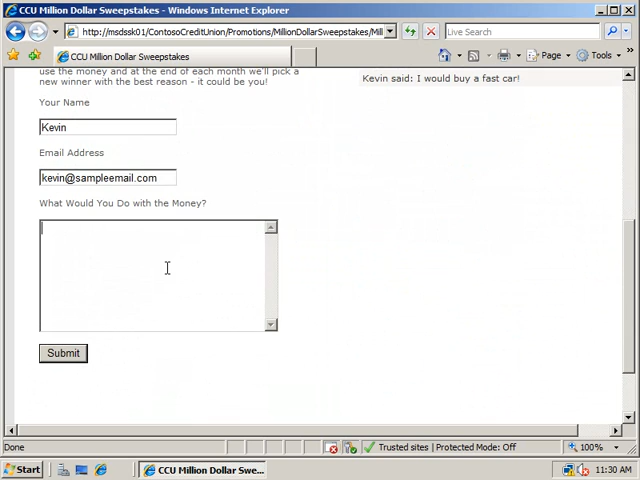 CCU Million Dollar Sweepstakes - Windows Internet Explorer
http://msdssk01/ContosoCreditUnion/Promotions/MillionDollarSweepstakes/Mill
Live Search
CCU Million Dollar Sweepstakes
Page
Tools
use the money and at the end of each month we'll pick a
new winner with the best reason - it could be you!
Kevin said: I would buy a fast car!
Your Name
Kevin
Email Address
kevin@sampleemail.com
What Would You Do with the Money?
Submit
Done
Trusted sites | Protected Mode: Off
100%
Start
CCU Million Dollar Swe...
11:30 AM